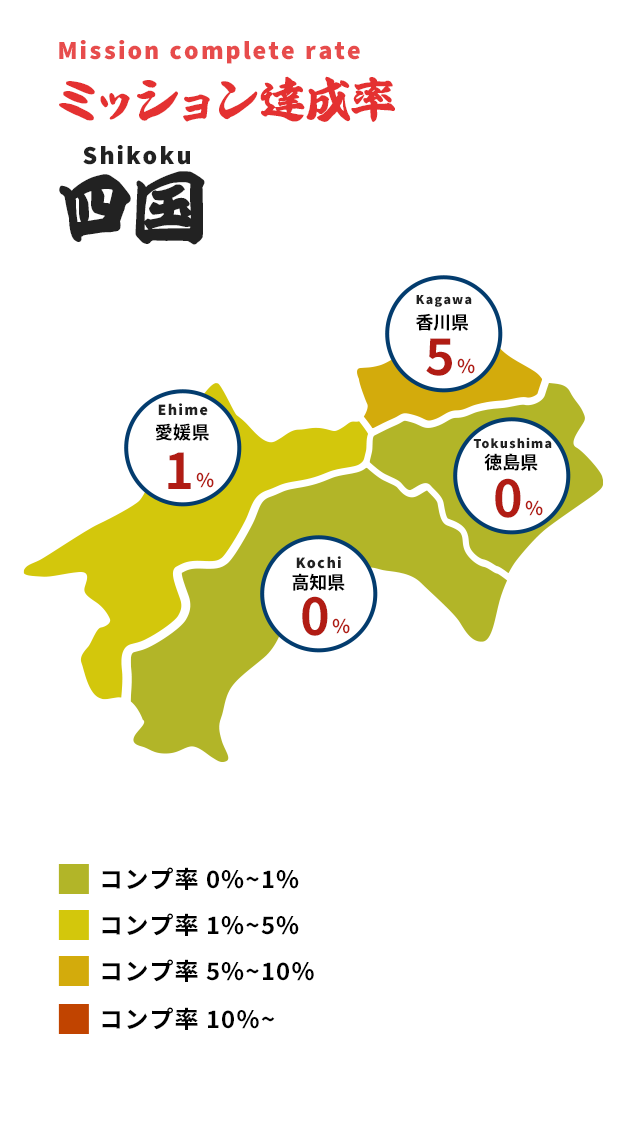 Mission complete rate
ミッション達成率
Shikoku
四国
Kagawa
香川県
5%
Ehime
愛媛県
1%
Tokushima
徳島県
0%
Kochi
高知県
0%
コンプ率 0%~1%
コンプ率 1%~5%
コンプ率 5%~10%
コンプ率 10%~